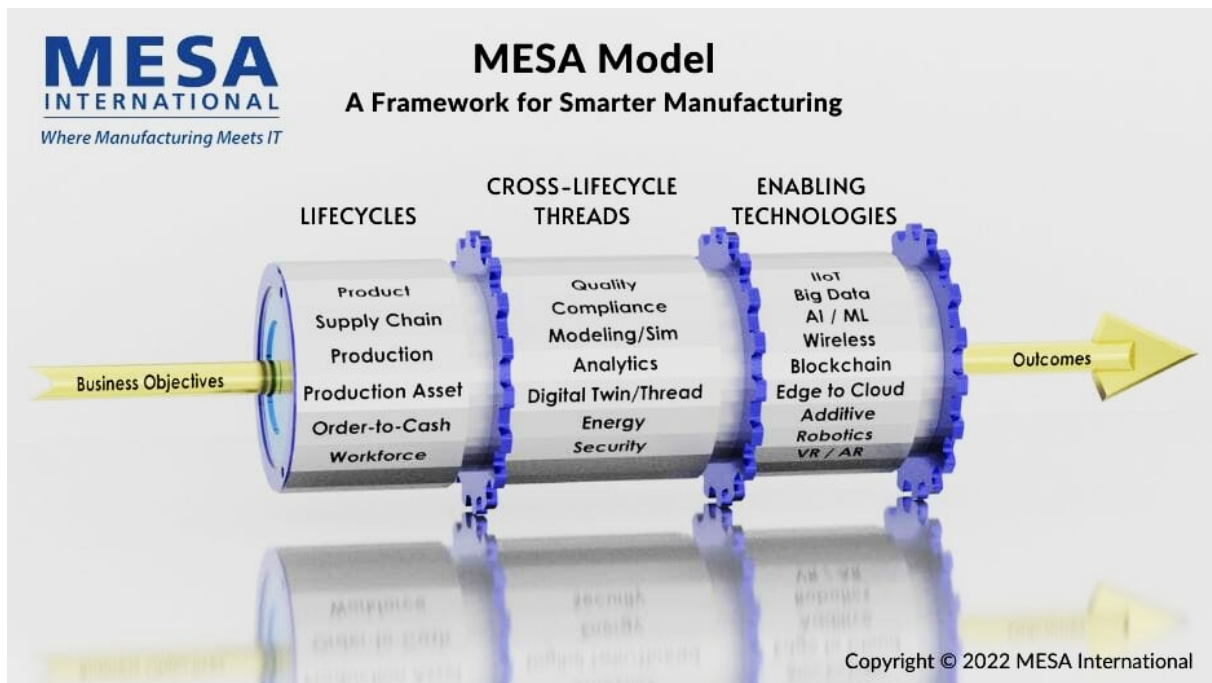 MESA
INTERNATIONAL
Where Manufacturing Meets IT
MESA Model
A Framework for Smarter Manufacturing
LIFECYCLES
CROSS-LIFECYCLE
THREADS
ENABLING
TECHNOLOGIES
Business Objectives
Product
Supply Chain
Production
Production Asset
Order-to-Cash
Workforce
Quality
Compliance
Modeling/Sim
Analytics
Digital Twin/Thread
Energy
Security
IIoT
Big Data
AI / ML
Wireless
Blockchain
Edge to Cloud
Additive
Robotics
VR / AR
Outcomes
Copyright © 2022 MESA International